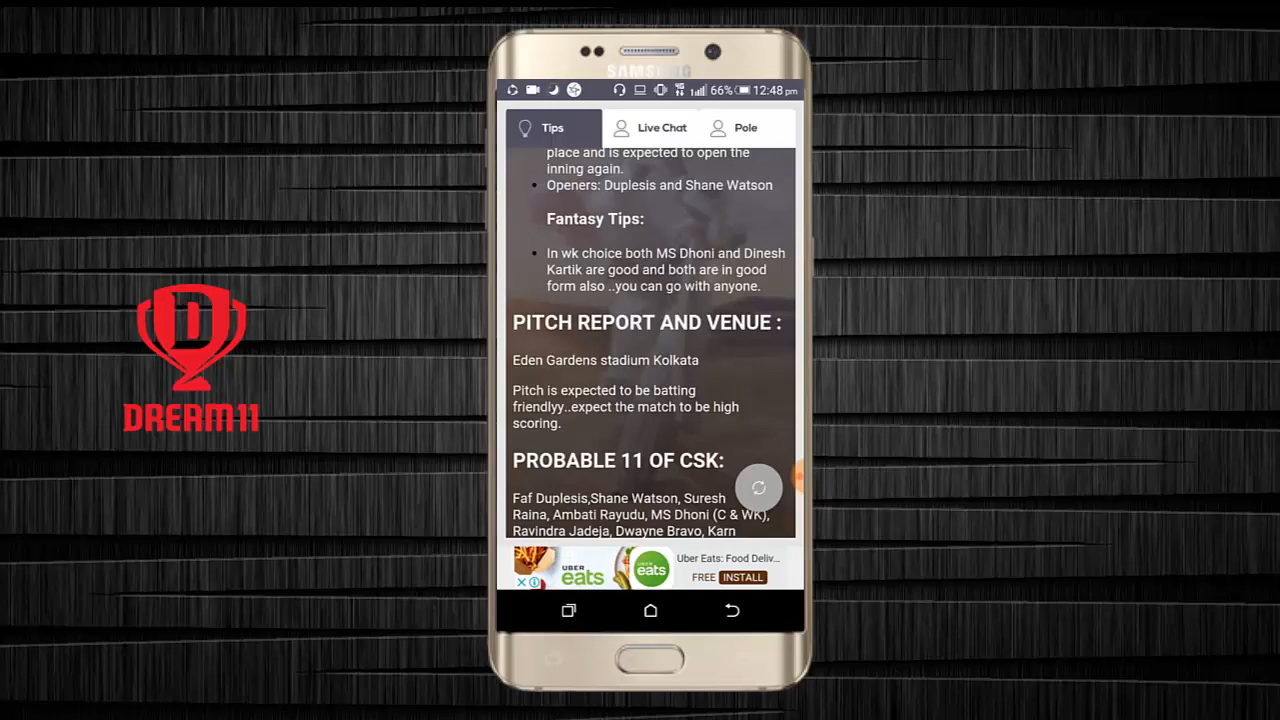 SAMSUNG
66% 12:48 pm
Tips
Live Chat
Pole
place and is expected to open the
inning again.
Openers: Duplesis and Shane Watson
Fantasy Tips:
In wk choice both MS Dhoni and Dinesh
Kartik are good and both are in good
form also ..you can go with anyone.
PITCH REPORT AND VENUE :
Eden Gardens stadium Kolkata
Pitch is expected to be batting
friendlyy..expect the match to be high
scoring.
PROBABLE 11 OF CSK:
Faf Duplesis,Shane Watson, Suresh
Raina, Ambati Rayudu, MS Dhoni (C & WK),
Ravindra Jadeja, Dwayne Bravo, Karn
UBER
eats
UBER
eats
Uber Eats: Food Deliv...
FREE INSTALL
D
DREAM11